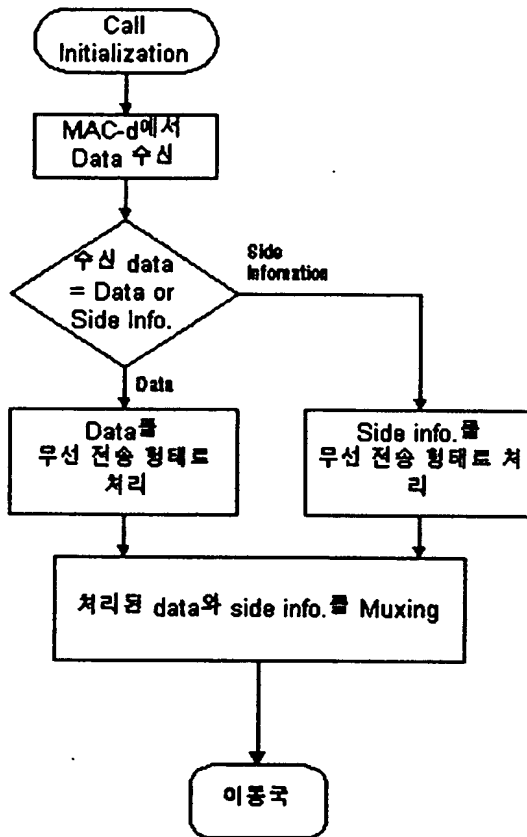 Call
Initialization
MAC-d에서
Data 수신
수신 data
= Data or
Side Info.
Side
Information
Data
Data를
무선 전송 형태로
처리
Side info.를
무선 전송 형태로 처
리
처리된 data와 side info.를 Muxing
이동국